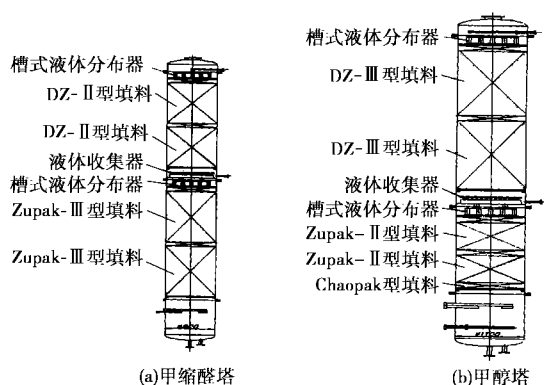 槽式液体分布器
DZ-Ⅱ型填料
DZ-Ⅱ型填料
液体收集器
槽式液体分布器
Zupak-Ⅲ型填料
Zupak-Ⅲ型填料
(a)甲缩醛塔
槽式液体分布器
DZ-Ⅲ型填料
DZ-Ⅲ型填料
液体收集器
槽式液体分布器
Zupak-Ⅱ型填料
Zupak-Ⅱ型填料
Chaopak型填料
(b)甲醇塔